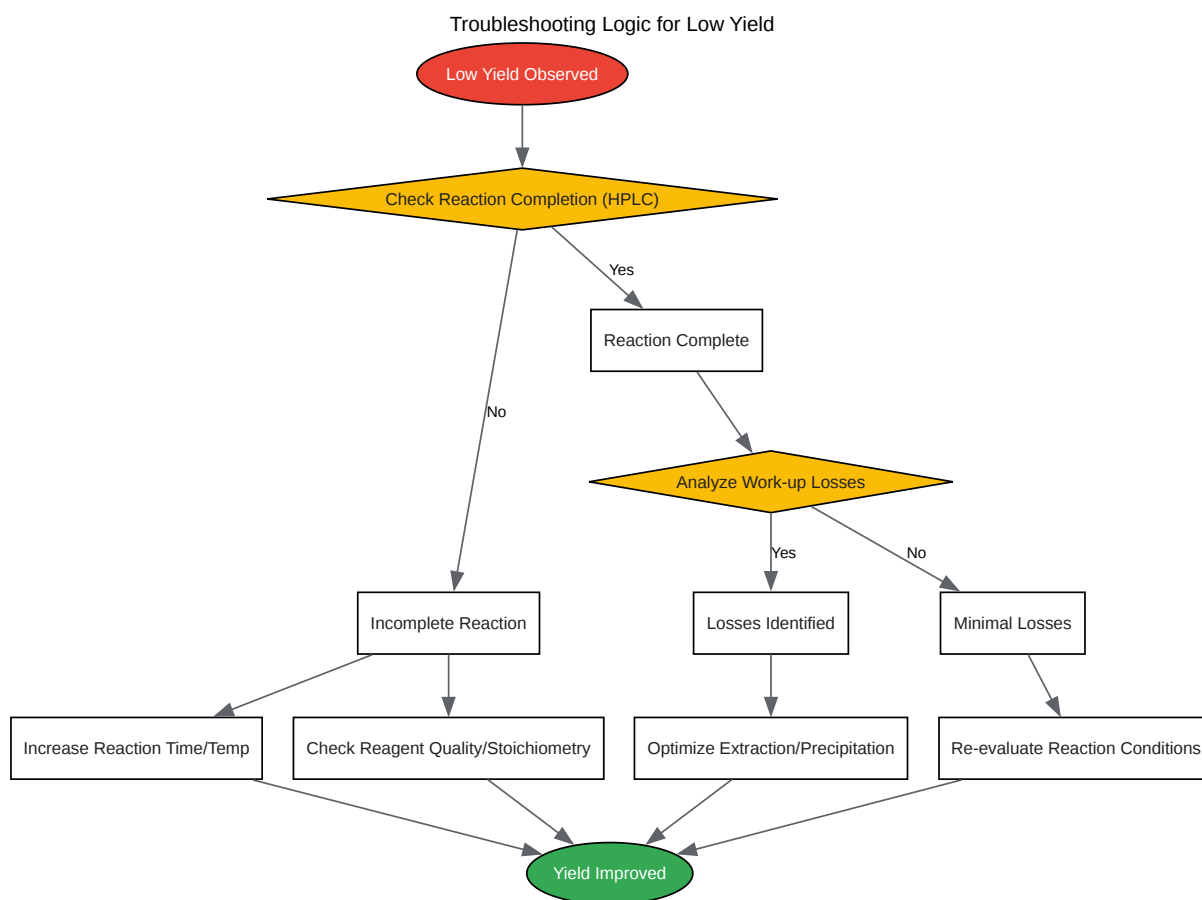 Troubleshooting Logic for Low Yield
Low Yield Observed
Check Reaction Completion (HPLC)
Yes
Reaction Complete
No
Analyze Work-up Losses
Yes
No
Incomplete Reaction
Losses Identified
Minimal Losses
Increase Reaction Time/Temp
Check Reagent Quality/Stoichiometry
Optimize Extraction/Precipitation
Re-evaluate Reaction Conditions
Yield Improved